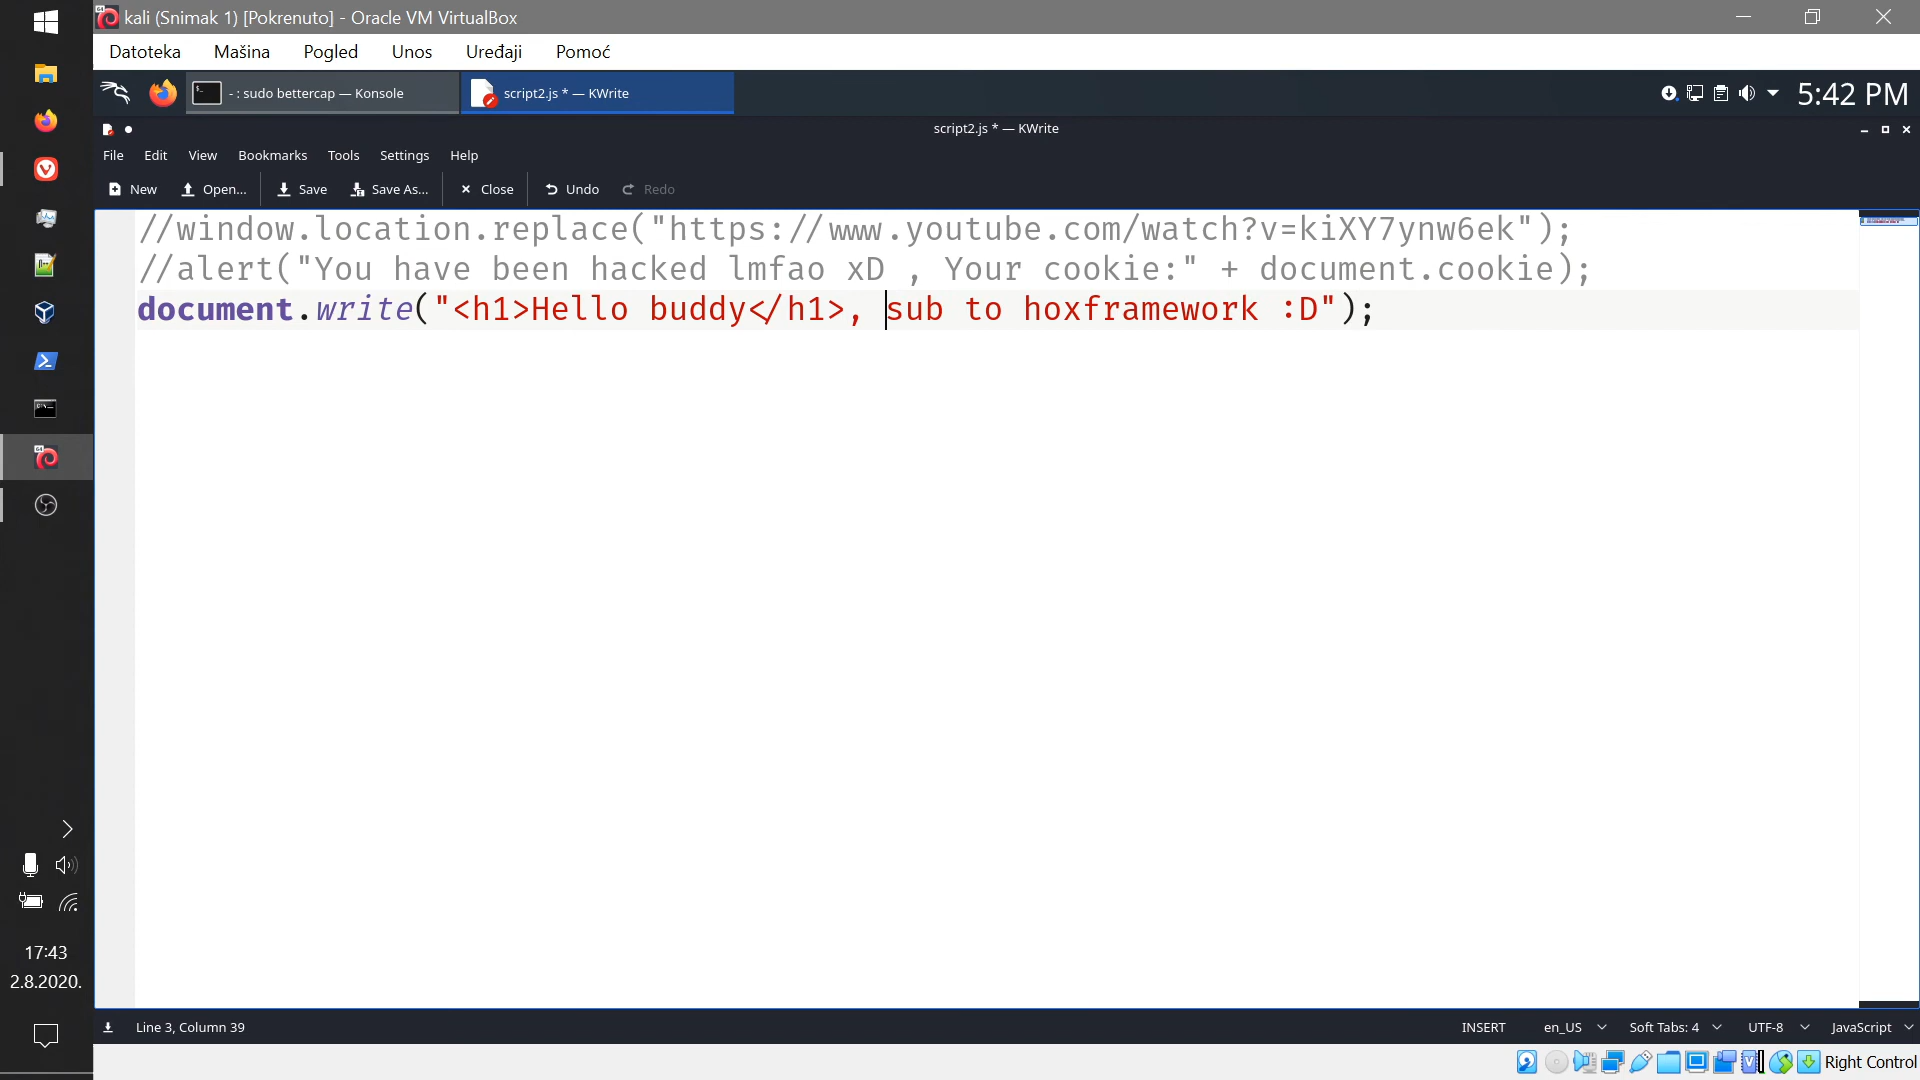 kali (Snimak 1) [Pokrenuto] - Oracle VM VirtualBox
Datoteka Mašina Pogled Unos Uređaji Pomoć
- : sudo bettercap — Konsole
script2.js * — KWrite
5:42 PM
script2.js * — KWrite
File Edit View Bookmarks Tools Settings Help
New Open... Save Save As... Close Undo Redo
//window.location.replace("https://www.youtube.com/watch?v=kiXY7ynw6ek");
//alert("You have been hacked lmfao xD , Your cookie:" + document.cookie);
document.write("<h1>Hello buddy</h1>, sub to hoxframework :D");
17:43
2.8.2020.
Line 3, Column 39
INSERT en_US Soft Tabs: 4 UTF-8 JavaScript
Right Control